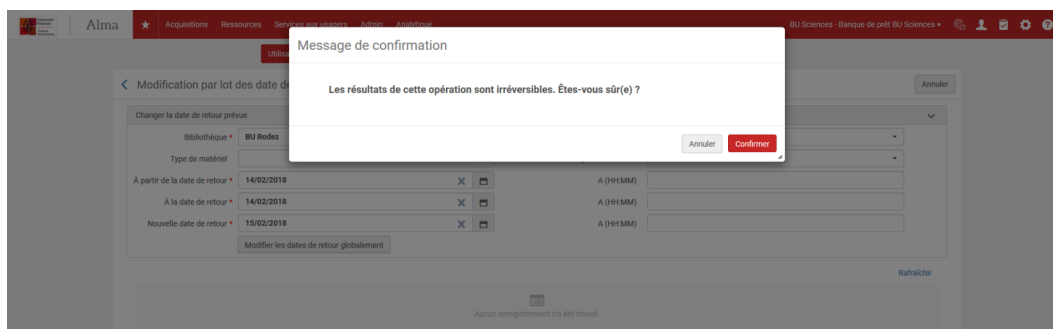 Alma
Acquisitions Ressources Services aux usagers Admin Analytique
BU Sciences - Banque de prêt BU Sciences
Message de confirmation
Les résultats de cette opération sont irréversibles. Êtes-vous sûr(e) ?
Annuler Confirmer
Utilisa
Modification par lot des date de
Annuler
Changer la date de retour prévue
Bibliothèque * BU Rodez
Type de matériel
À partir de la date de retour * 14/02/2018 A (HH:MM)
À la date de retour * 14/02/2018 A (HH:MM)
Nouvelle date de retour * 15/02/2018 A (HH:MM)
Modifier les dates de retour globalement
Rafraîchir
Aucun enregistrement n'a été trouvé.